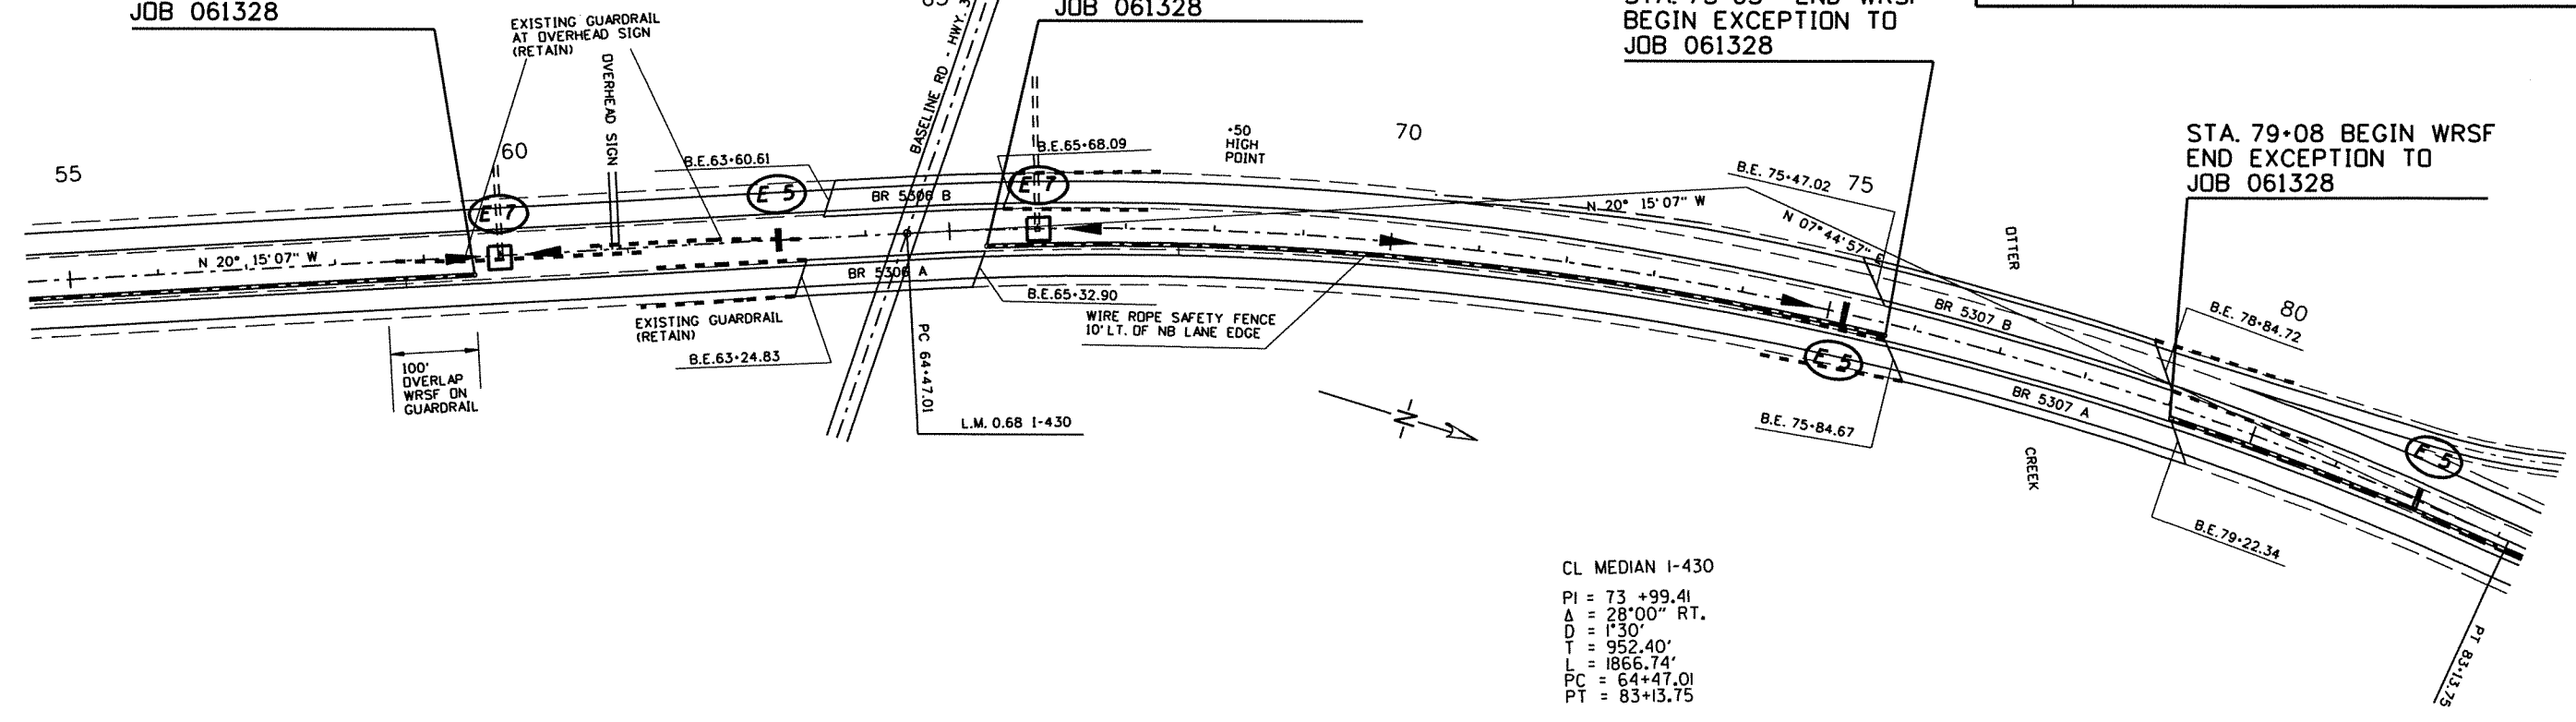 JOB 061328
EXISTING GUARDRAIL
AT OVERHEAD SIGN
(RETAIN)
OVERHEAD SIGN
BASELINE RD - HWY.
JOB 061328
BEGIN EXCEPTION TO
JOB 061328
STA. 79+08 BEGIN WRSF
END EXCEPTION TO
JOB 061328
55
60
70
75
80
+50
HIGH
POINT
B.E.63+60.61
B.E.65+68.09
B.E. 75+47.02
B.E. 78+84.72
E 7
E 5
E 7
E 5
E 5
BR 5306 B
BR 5306 A
BR 5307 B
BR 5307 A
N 20° 15'07" W
N 20° 15'07" W
N 07°44'57" E
OTTER
CREEK
EXISTING GUARDRAIL
(RETAIN)
B.E.63+24.83
B.E.65+32.90
WIRE ROPE SAFETY FENCE
10' LT. OF NB LANE EDGE
100'
OVERLAP
WRSF ON
GUARDRAIL
PC 64+47.01
L.M. 0.68 I-430
N
B.E. 75+84.67
B.E.79+22.34
PT 83+13.75
CL MEDIAN I-430
PI = 73 +99.41
Δ = 28°00" RT.
D = 1°30'
T = 952.40'
L = 1866.74'
PC = 64+47.01
PT = 83+13.75